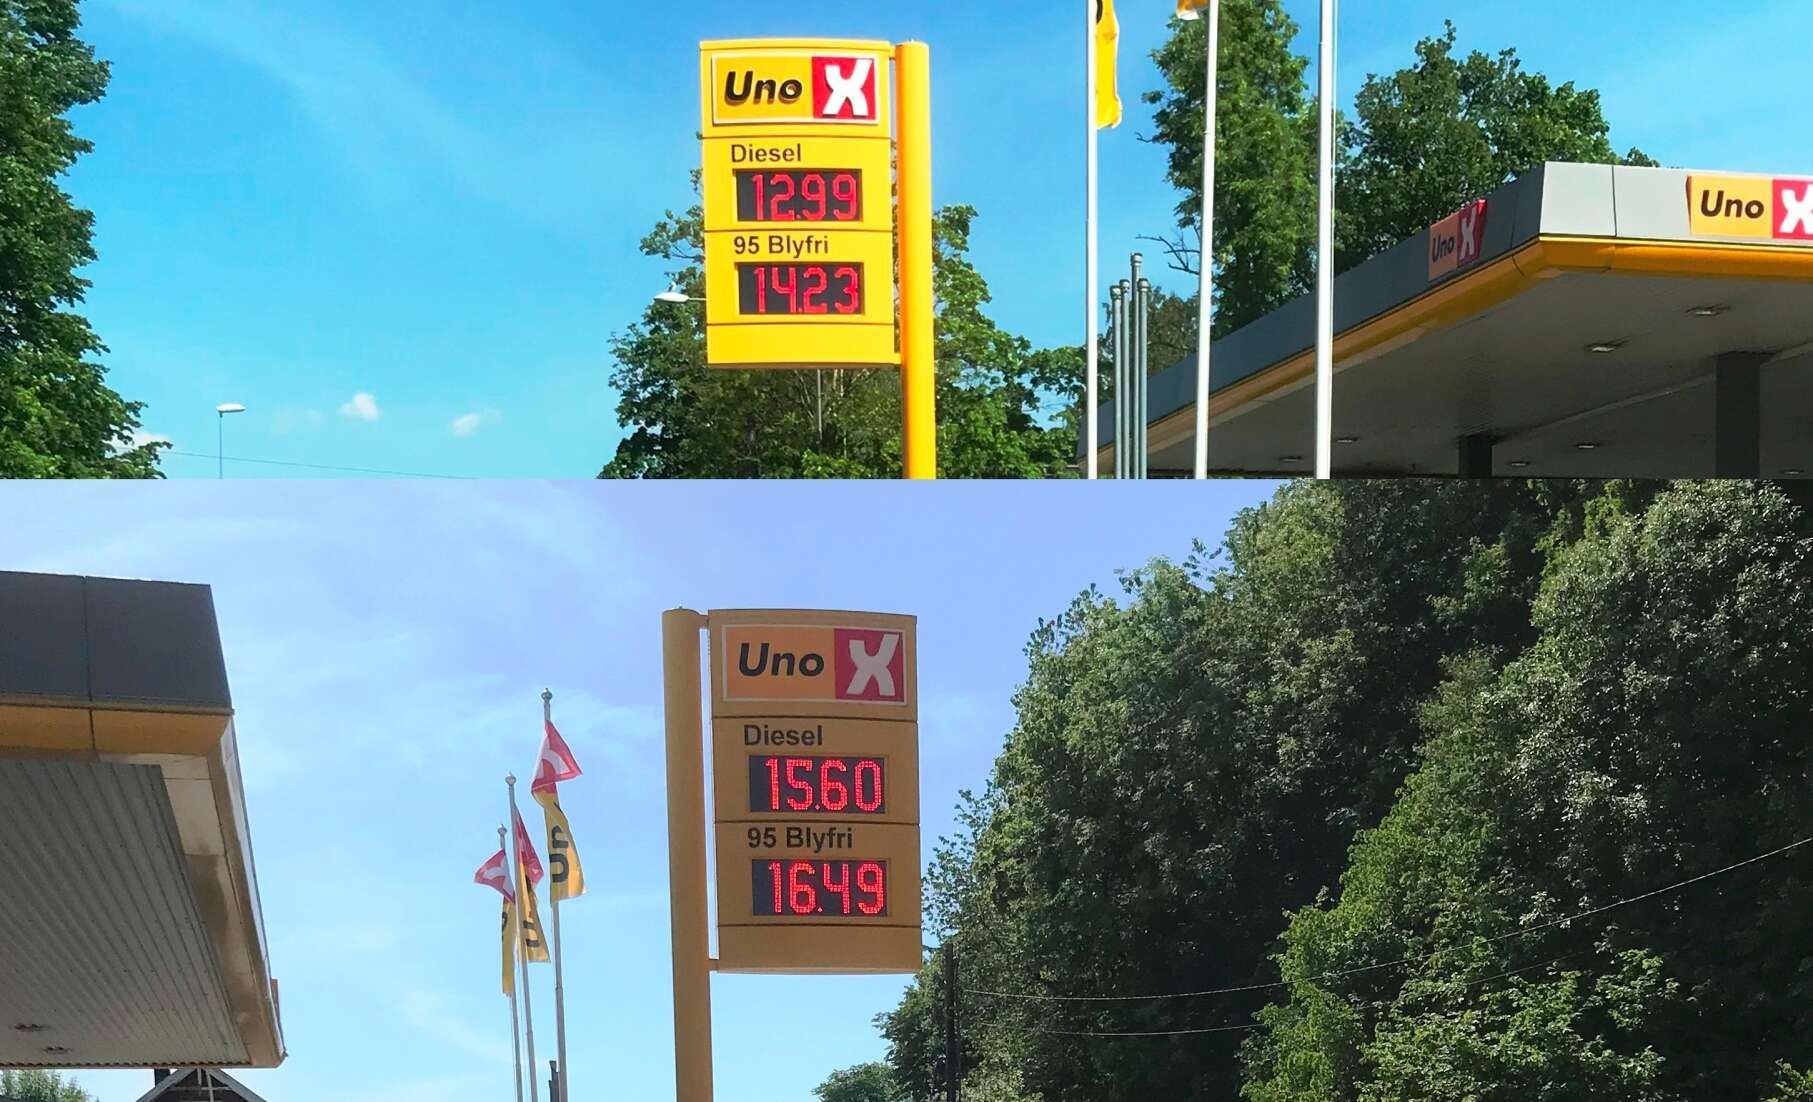 Uno X
Diesel
12.99
95 Blyfri
14.23
Uno X
Uno X
Uno X
Diesel
15.60
95 Blyfri
16.49